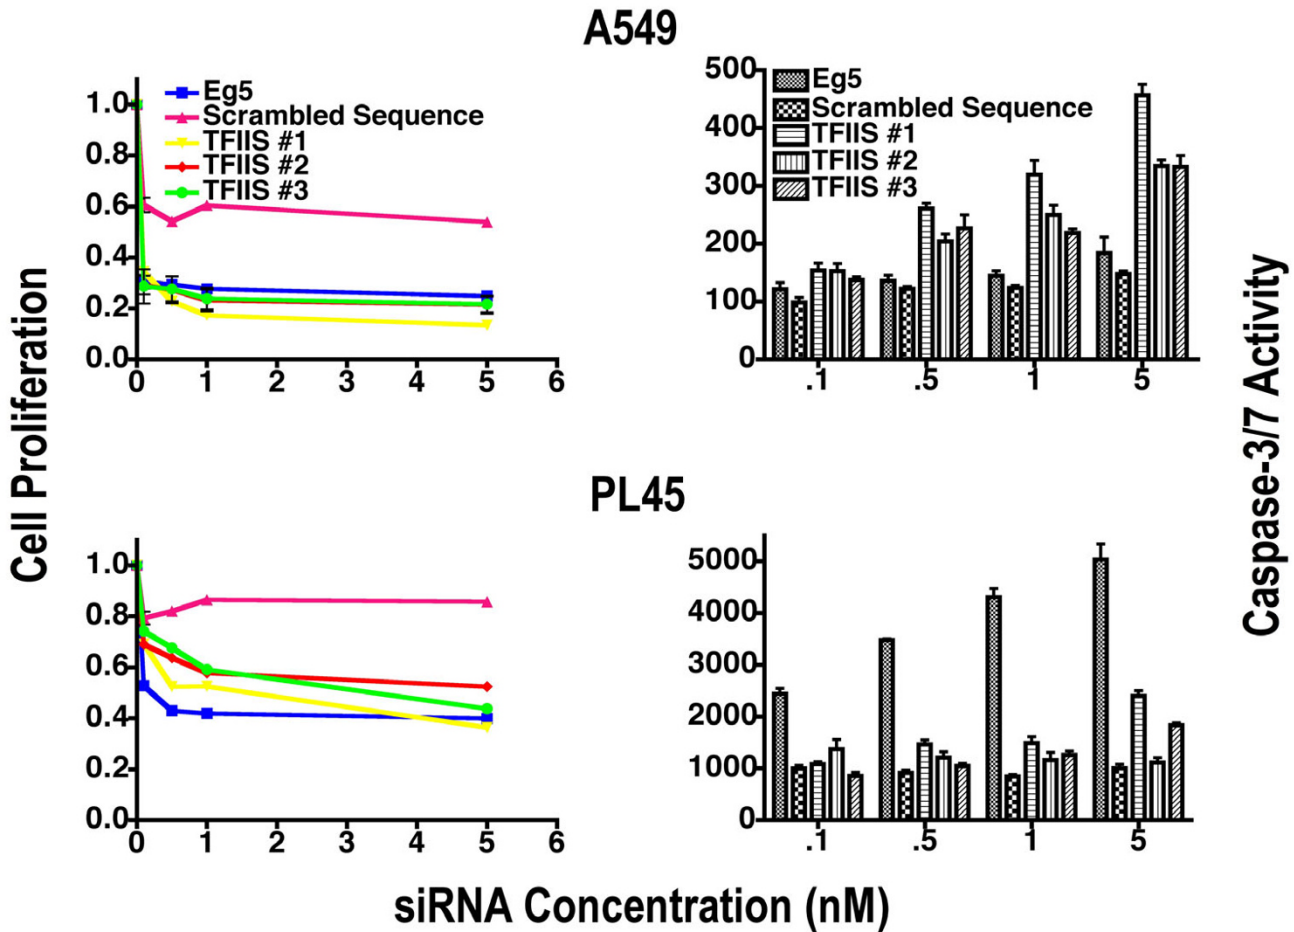 A549
Cell Proliferation
1.0
0.8
0.6
0.4
0.2
0.0
0 1 2 3 4 5 6
Eg5
Scrambled Sequence
TFIIS #1
TFIIS #2
TFIIS #3
500
400
300
200
100
0
.1 .5 1 5
Eg5
Scrambled Sequence
TFIIS #1
TFIIS #2
TFIIS #3
Caspase-3/7 Activity
PL45
1.0
0.8
0.6
0.4
0.2
0.0
0 1 2 3 4 5 6
5000
4000
3000
2000
1000
0
.1 .5 1 5
siRNA Concentration (nM)